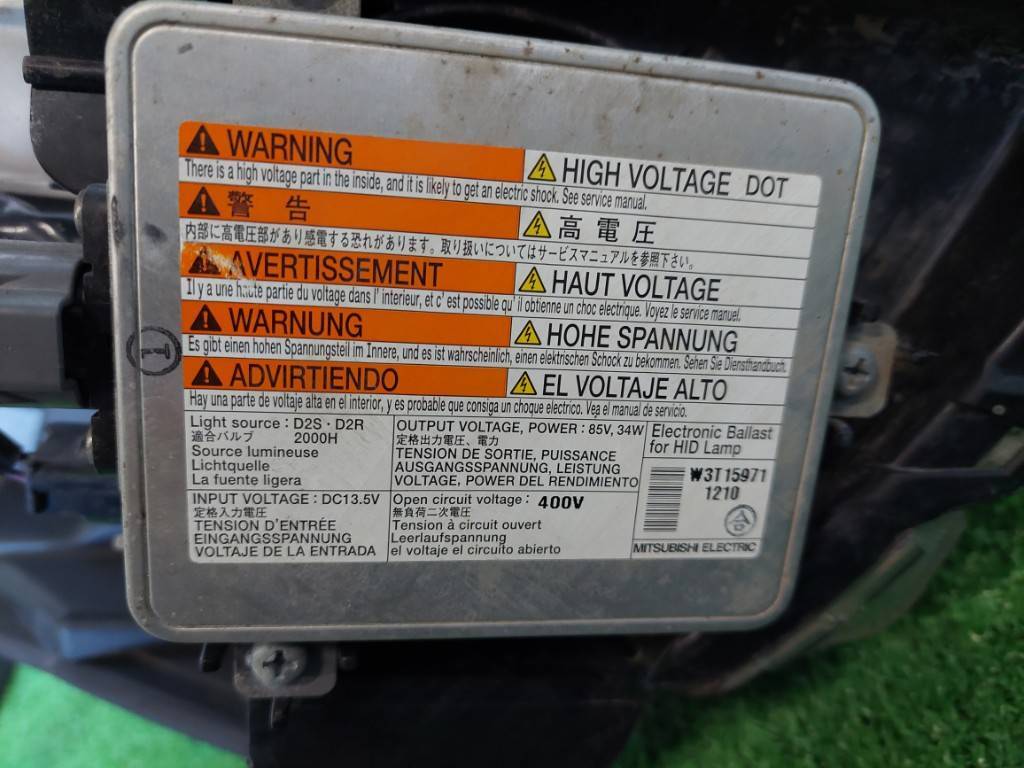 WARNING
There is a high voltage part in the inside, and it is likely to get an electric shock. See service manual.
HIGH VOLTAGE DOT
警告
内部に高電圧部があり感電する恐れがあります。取り扱いについてはサービスマニュアルを参照下さい。
高電圧
AVERTISSEMENT
Il y a une haute partie du voltage dans l' interieur, et c' est possible qu' il obtienne un choc electrique. Voyez le service manuel.
HAUT VOLTAGE
WARNUNG
Es gibt einen hohen Spannungsteil im Innere, und es ist wahrscheinlich, einen elektrischen Schock zu bekommen. Sehen Sie Diensthandbuch.
HOHE SPANNUNG
ADVIRTIENDO
Hay una parte de voltaje alta en el interior, y es probable que consiga un choque electrico. Vea el manual de servicio.
EL VOLTAJE ALTO
Light source : D2S · D2R
適合バルブ 2000H
Source lumineuse
Lichtquelle
La fuente ligera
OUTPUT VOLTAGE, POWER : 85V, 34W
定格出力電圧、電力
TENSION DE SORTIE, PUISSANCE
AUSGANGSSPANNUNG, LEISTUNG
VOLTAGE, POWER DEL RENDIMIENTO
Electronic Ballast
for HID Lamp
W3T15971
1210
合
MITSUBISHI ELECTRIC
INPUT VOLTAGE : DC13.5V
定格入力電圧
TENSION D'ENTRÉE
EINGANGSSPANNUNG
VOLTAJE DE LA ENTRADA
Open circuit voltage : 400V
無負荷二次電圧
Tension à circuit ouvert
Leerlaufspannung
el voltaje el circuito abierto